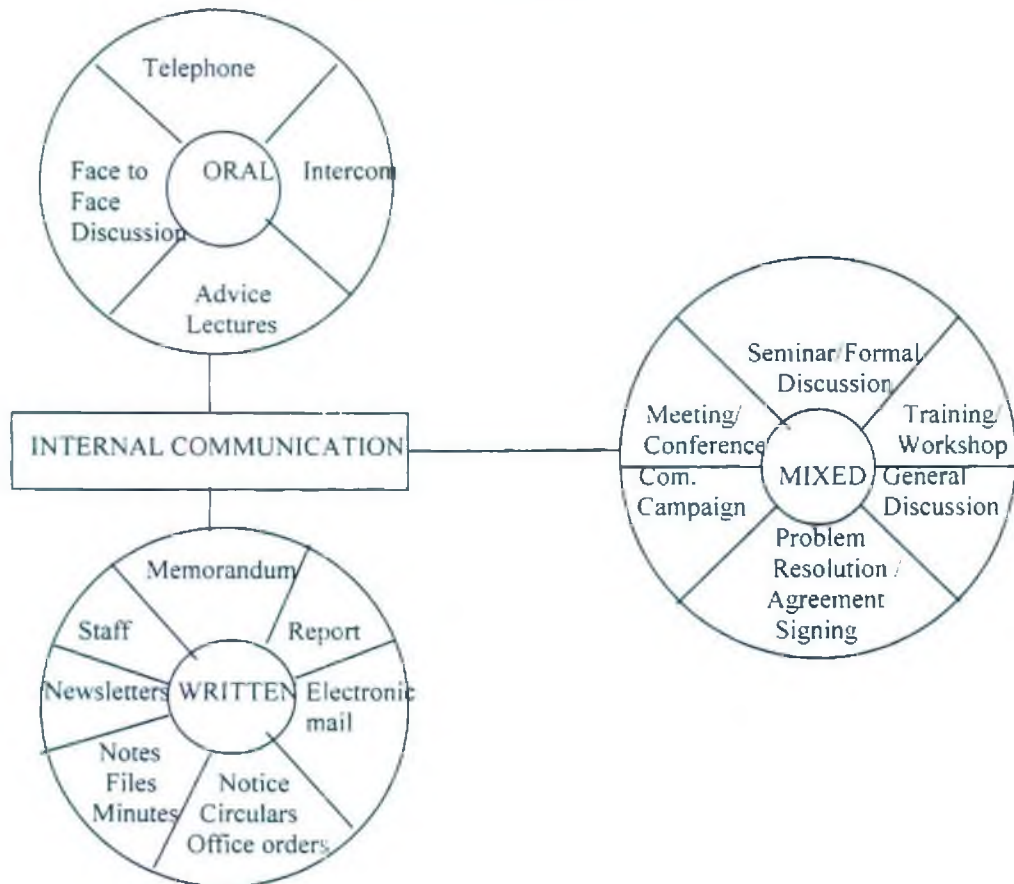 Telephone
Face to
Face
Discussion
ORAL
Intercom
Advice
Lectures
INTERNAL COMMUNICATION
Seminar/Formal
Discussion
Meeting/
Conference
Training/
Workshop
Com.
Campaign
MIXED
General
Discussion
Problem
Resolution /
Agreement
Signing
Memorandum
Staff
Report
Newsletters
WRITTEN
Electronic
mail
Notes
Files
Minutes
Notice
Circulars
Office orders